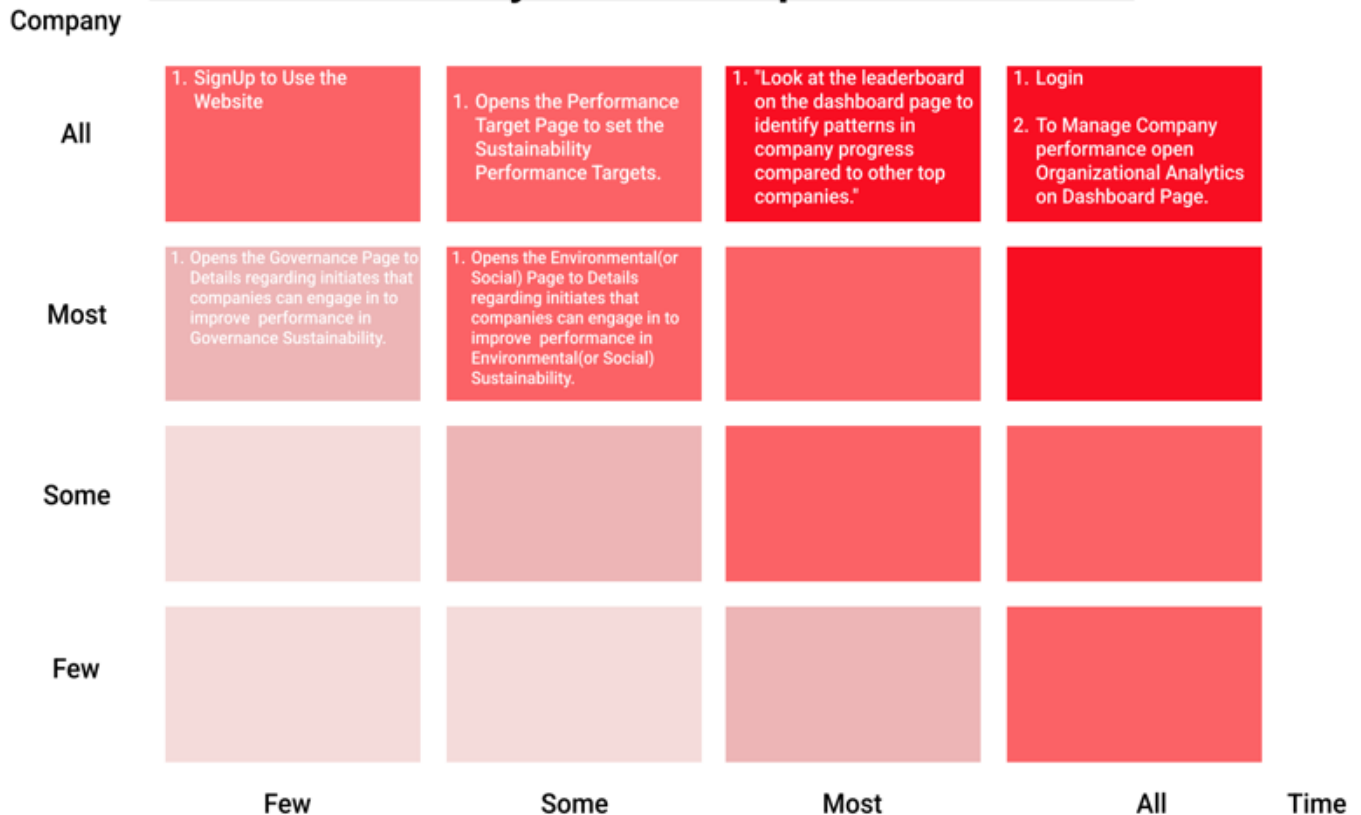 Company
All
1. SignUp to Use the
Website
1. Opens the Performance
Target Page to set the
Sustainability
Performance Targets.
1. "Look at the leaderboard
on the dashboard page to
identify patterns in
company progress
compared to other top
companies."
1. Login
2. To Manage Company
performance open
Organizational Analytics
on Dashboard Page.
Most
1. Opens the Governance Page to
Details regarding initiates that
companies can engage in to
improve performance in
Governance Sustainability.
1. Opens the Environmental(or
Social) Page to Details
regarding initiates that
companies can engage in to
improve performance in
Environmental(or Social)
Sustainability.
Some
Few
Few Some Most All Time